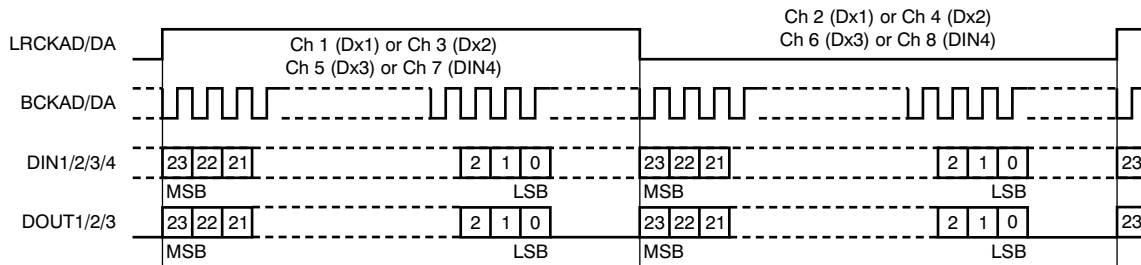 LRCKAD/DA
Ch 1 (Dx1) or Ch 3 (Dx2)
Ch 5 (Dx3) or Ch 7 (DIN4)
Ch 2 (Dx1) or Ch 4 (Dx2)
Ch 6 (Dx3) or Ch 8 (DIN4)
BCKAD/DA
DIN1/2/3/4 23 22 21 2 1 0 23 22 21 2 1 0 23
MSB LSB MSB LSB
DOUT1/2/3 23 22 21 2 1 0 23 22 21 2 1 0 23
MSB LSB MSB LSB